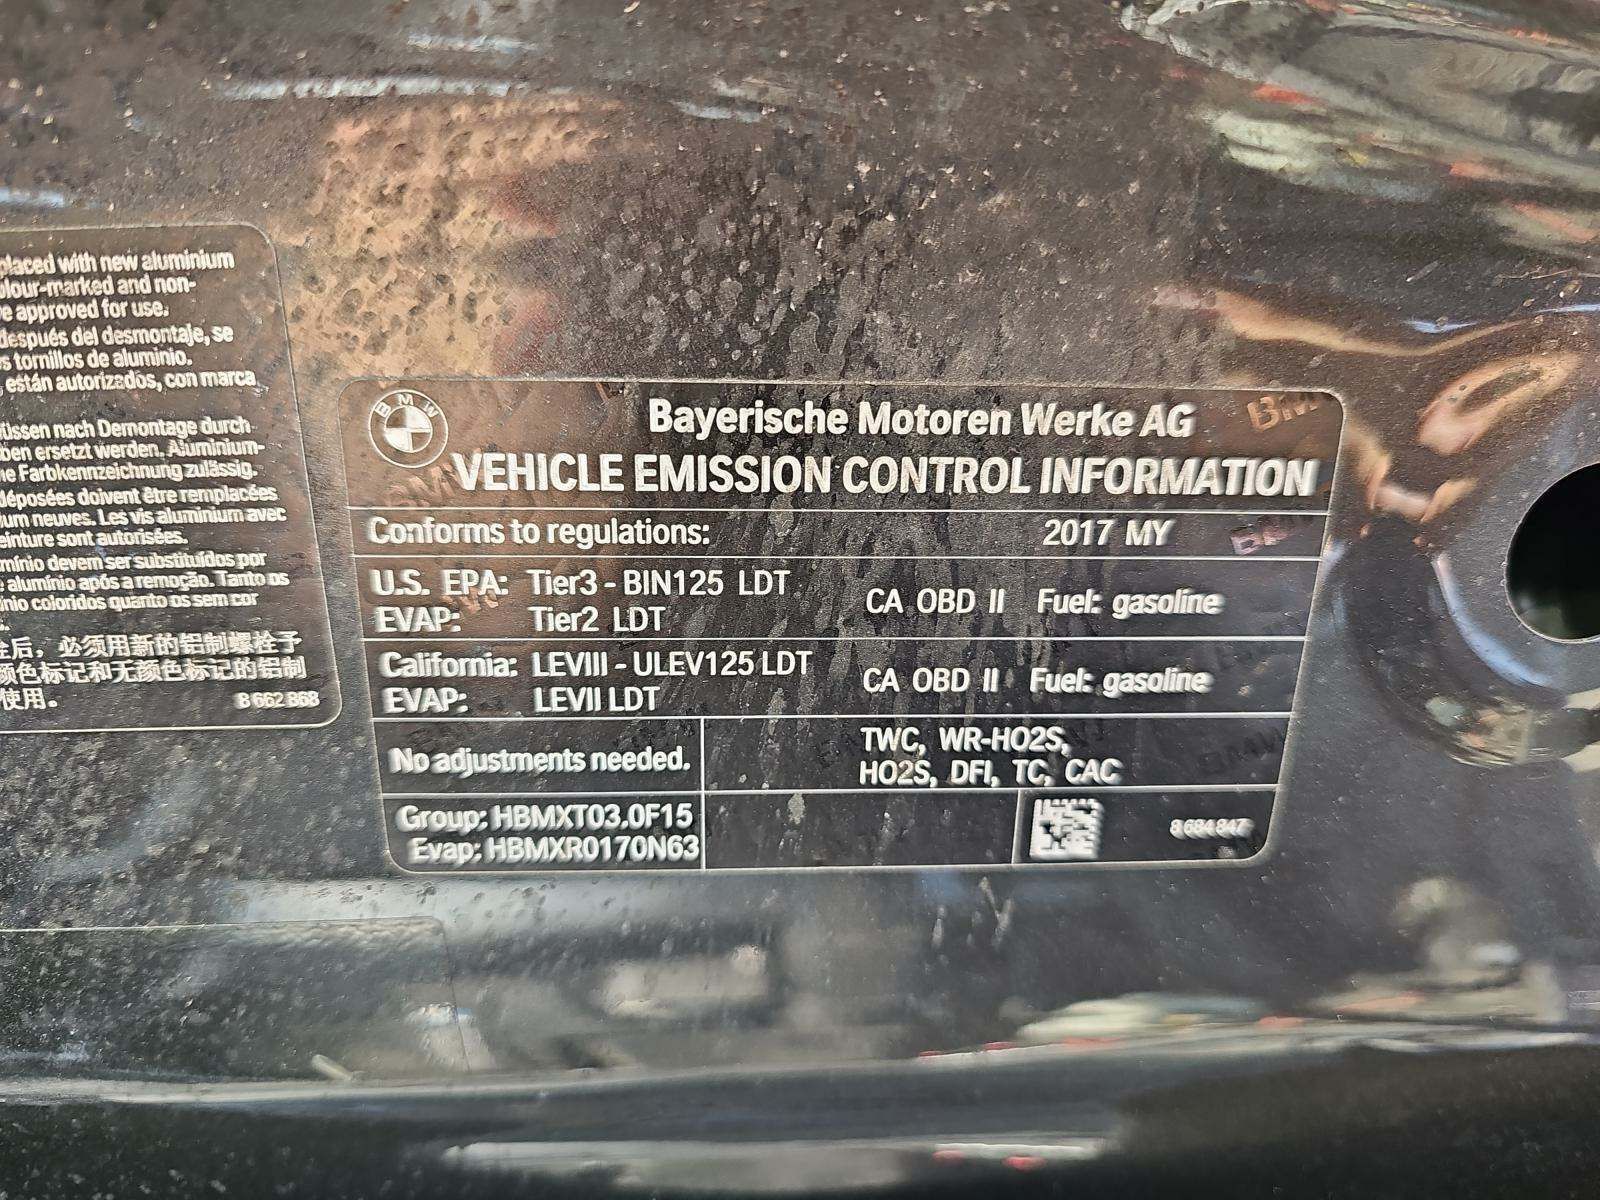 placed with new aluminium
olour-marked and non-
e approved for use.
después del desmontaje, se
s tornillos de aluminio.
, están autorizados, con marca
üssen nach Demontage durch
ben ersetzt werden. Aluminium-
ne Farbkennzeichnung zulässig.
déposées doivent être remplacées
ium neuves. Les vis aluminium avec
einture sont autorisées.
mínio devem ser substituídos por
alumínio após a remoção. Tanto os
ínio coloridos quanto os sem cor
栓后，必须用新的铝制螺栓予
颜色标记和无颜色标记的铝制
使用。
8 662 868
BMW
Bayerische Motoren Werke AG
VEHICLE EMISSION CONTROL INFORMATION
Conforms to regulations: 2017 MY
U.S. EPA: Tier3 - BIN125 LDT
EVAP: Tier2 LDT
CA OBD II Fuel: gasoline
California: LEVIII - ULEV125 LDT
EVAP: LEVII LDT
CA OBD II Fuel: gasoline
No adjustments needed.
TWC, WR-HO2S,
HO2S, DFI, TC, CAC
Group: HBMXT03.0F15
Evap: HBMXR0170N63
8 684 847